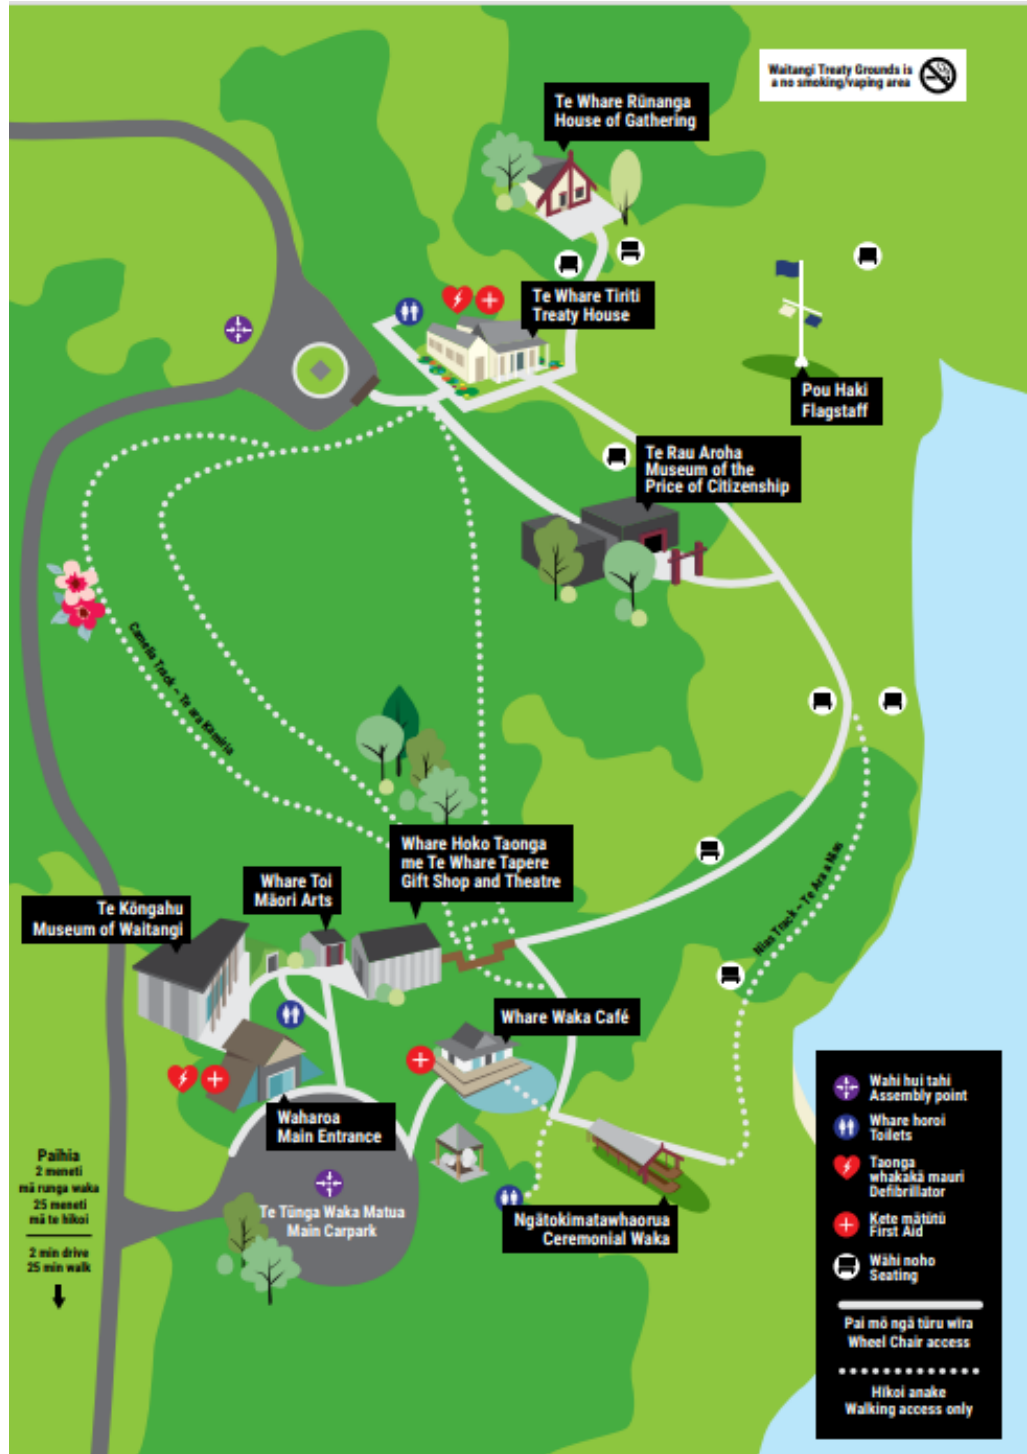 Waitangi Treaty Grounds is
a no smoking/vaping area
Te Whare Rūnanga
House of Gathering
Te Whare Tiriti
Treaty House
Pou Haki
Flagstaff
Te Rau Aroha
Museum of the
Price of Citizenship
Camelia Track ~ Te ara Kamiria
Whare Hoko Taonga
me Te Whare Tapere
Gift Shop and Theatre
Whare Toi
Māori Arts
Te Kōngahu
Museum of Waitangi
Nias Track ~ Te Ara a Nias
Whare Waka Café
Waharoa
Main Entrance
Paihia
2 meneti
mā runga waka
25 meneti
mā te hīkoi
2 min drive
25 min walk
Te Tūnga Waka Matua
Main Carpark
Ngātokimatawhaorua
Ceremonial Waka
Wahi hui tahi
Assembly point
Whare horoi
Toilets
Taonga
whakakā mauri
Defibrillator
Kete mātūtū
First Aid
Wāhi noho
Seating
Pai mō ngā tūru wīra
Wheel Chair access
Hīkoi anake
Walking access only